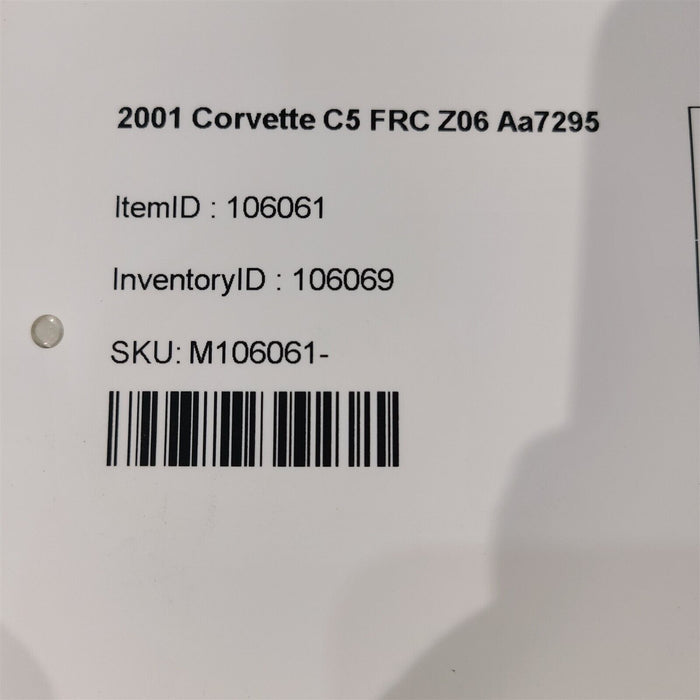 2001 Corvette C5 FRC Z06 Aa7295
ItemID : 106061
InventoryID : 106069
SKU: M106061-